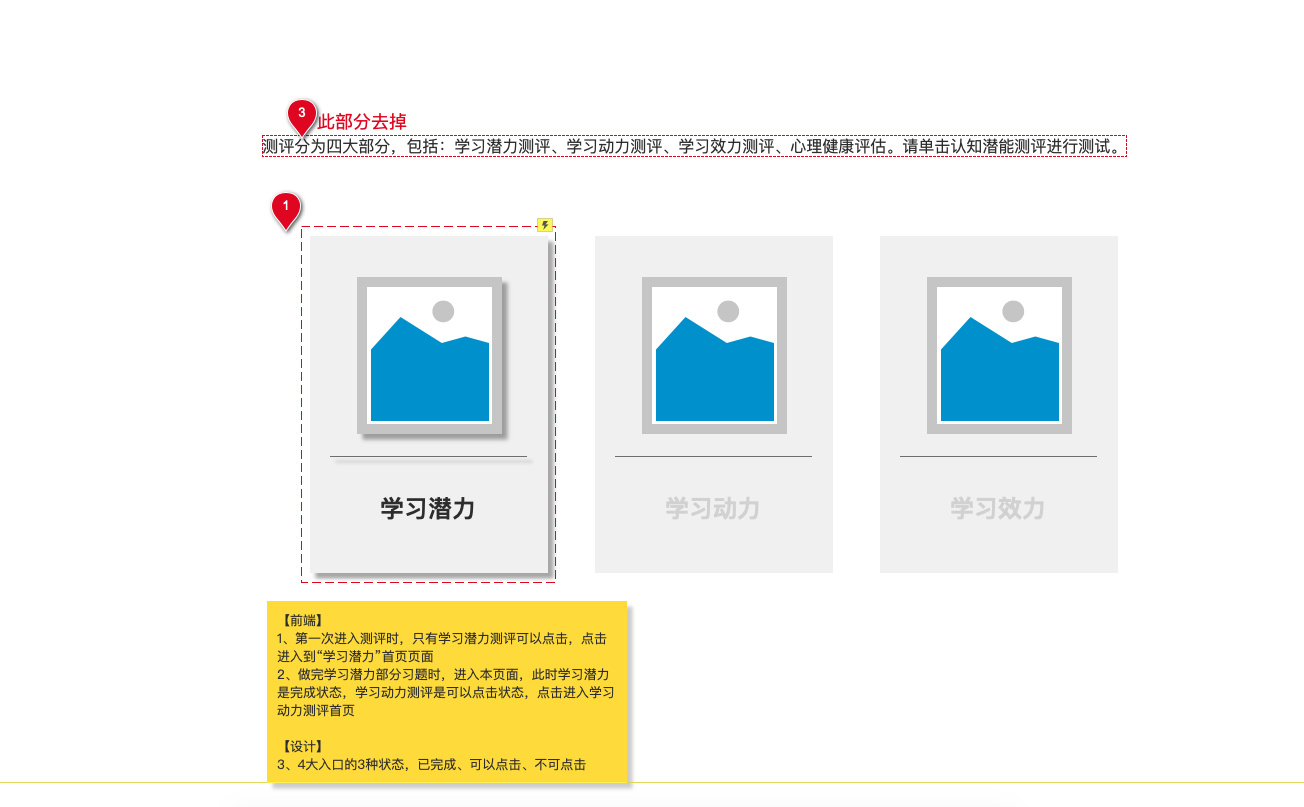 3
此部分去掉
测评分为四大部分，包括：学习潜力测评、学习动力测评、学习效力测评、心理健康评估。请单击认知潜能测评进行测试。
1
学习潜力
学习动力
学习效力
【前端】
1、第一次进入测评时，只有学习潜力测评可以点击，点击
进入到“学习潜力”首页页面
2、做完学习潜力部分习题时，进入本页面，此时学习潜力
是完成状态，学习动力测评是可以点击状态，点击进入学习
动力测评首页
【设计】
3、4大入口的3种状态，已完成、可以点击、不可点击